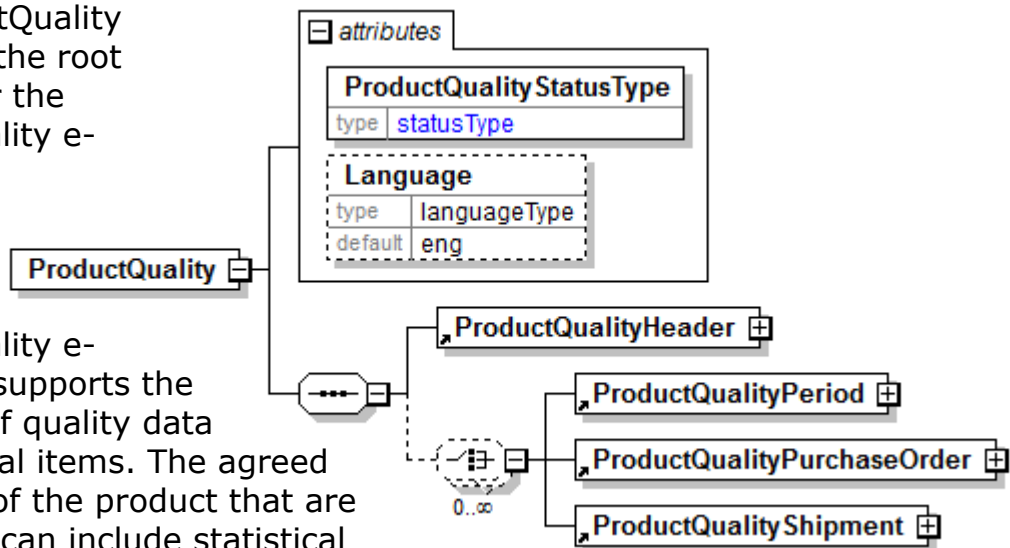 tQuality
the root
r the
lity e-
lity e-
supports the
f quality data
al items. The agreed
of the product that are
can include statistical
attributes
ProductQualityStatusType
type statusType
Language
type languageType
default eng
ProductQuality
ProductQualityHeader
ProductQualityPeriod
ProductQualityPurchaseOrder
0..∞
ProductQualityShipment